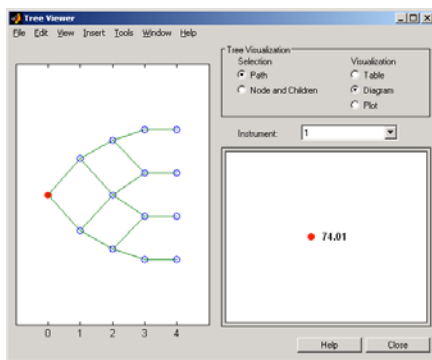 Tree Viewer
File Edit View Insert Tools Window Help
Tree Visualization
Selection
Visualization
Path
Table
Node and Children
Diagram
Plot
Instrument: 1
74.01
0 1 2 3 4
Help Close